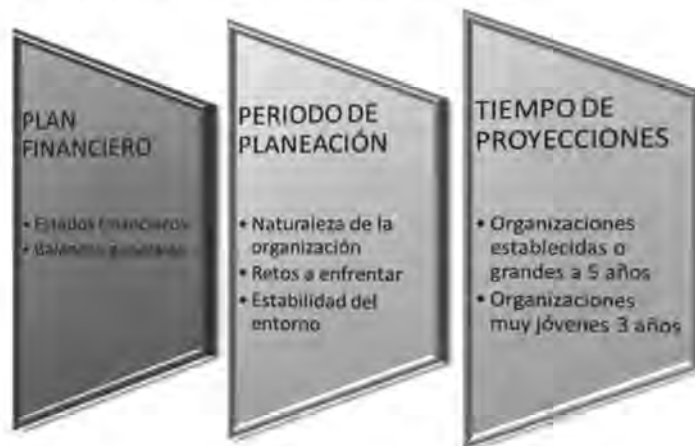 PLAN
FINANCIERO
• Estados financieros
• Balances
PERIODO DE
PLANEACIÓN
• Naturaleza de la
organización
• Retos a enfrentar
• Estabilidad del
entorno
TIEMPO DE
PROYECCIONES
• Organizaciones
establecidas o
grandes a 5 años
• Organizaciones
muy jóvenes 3 años